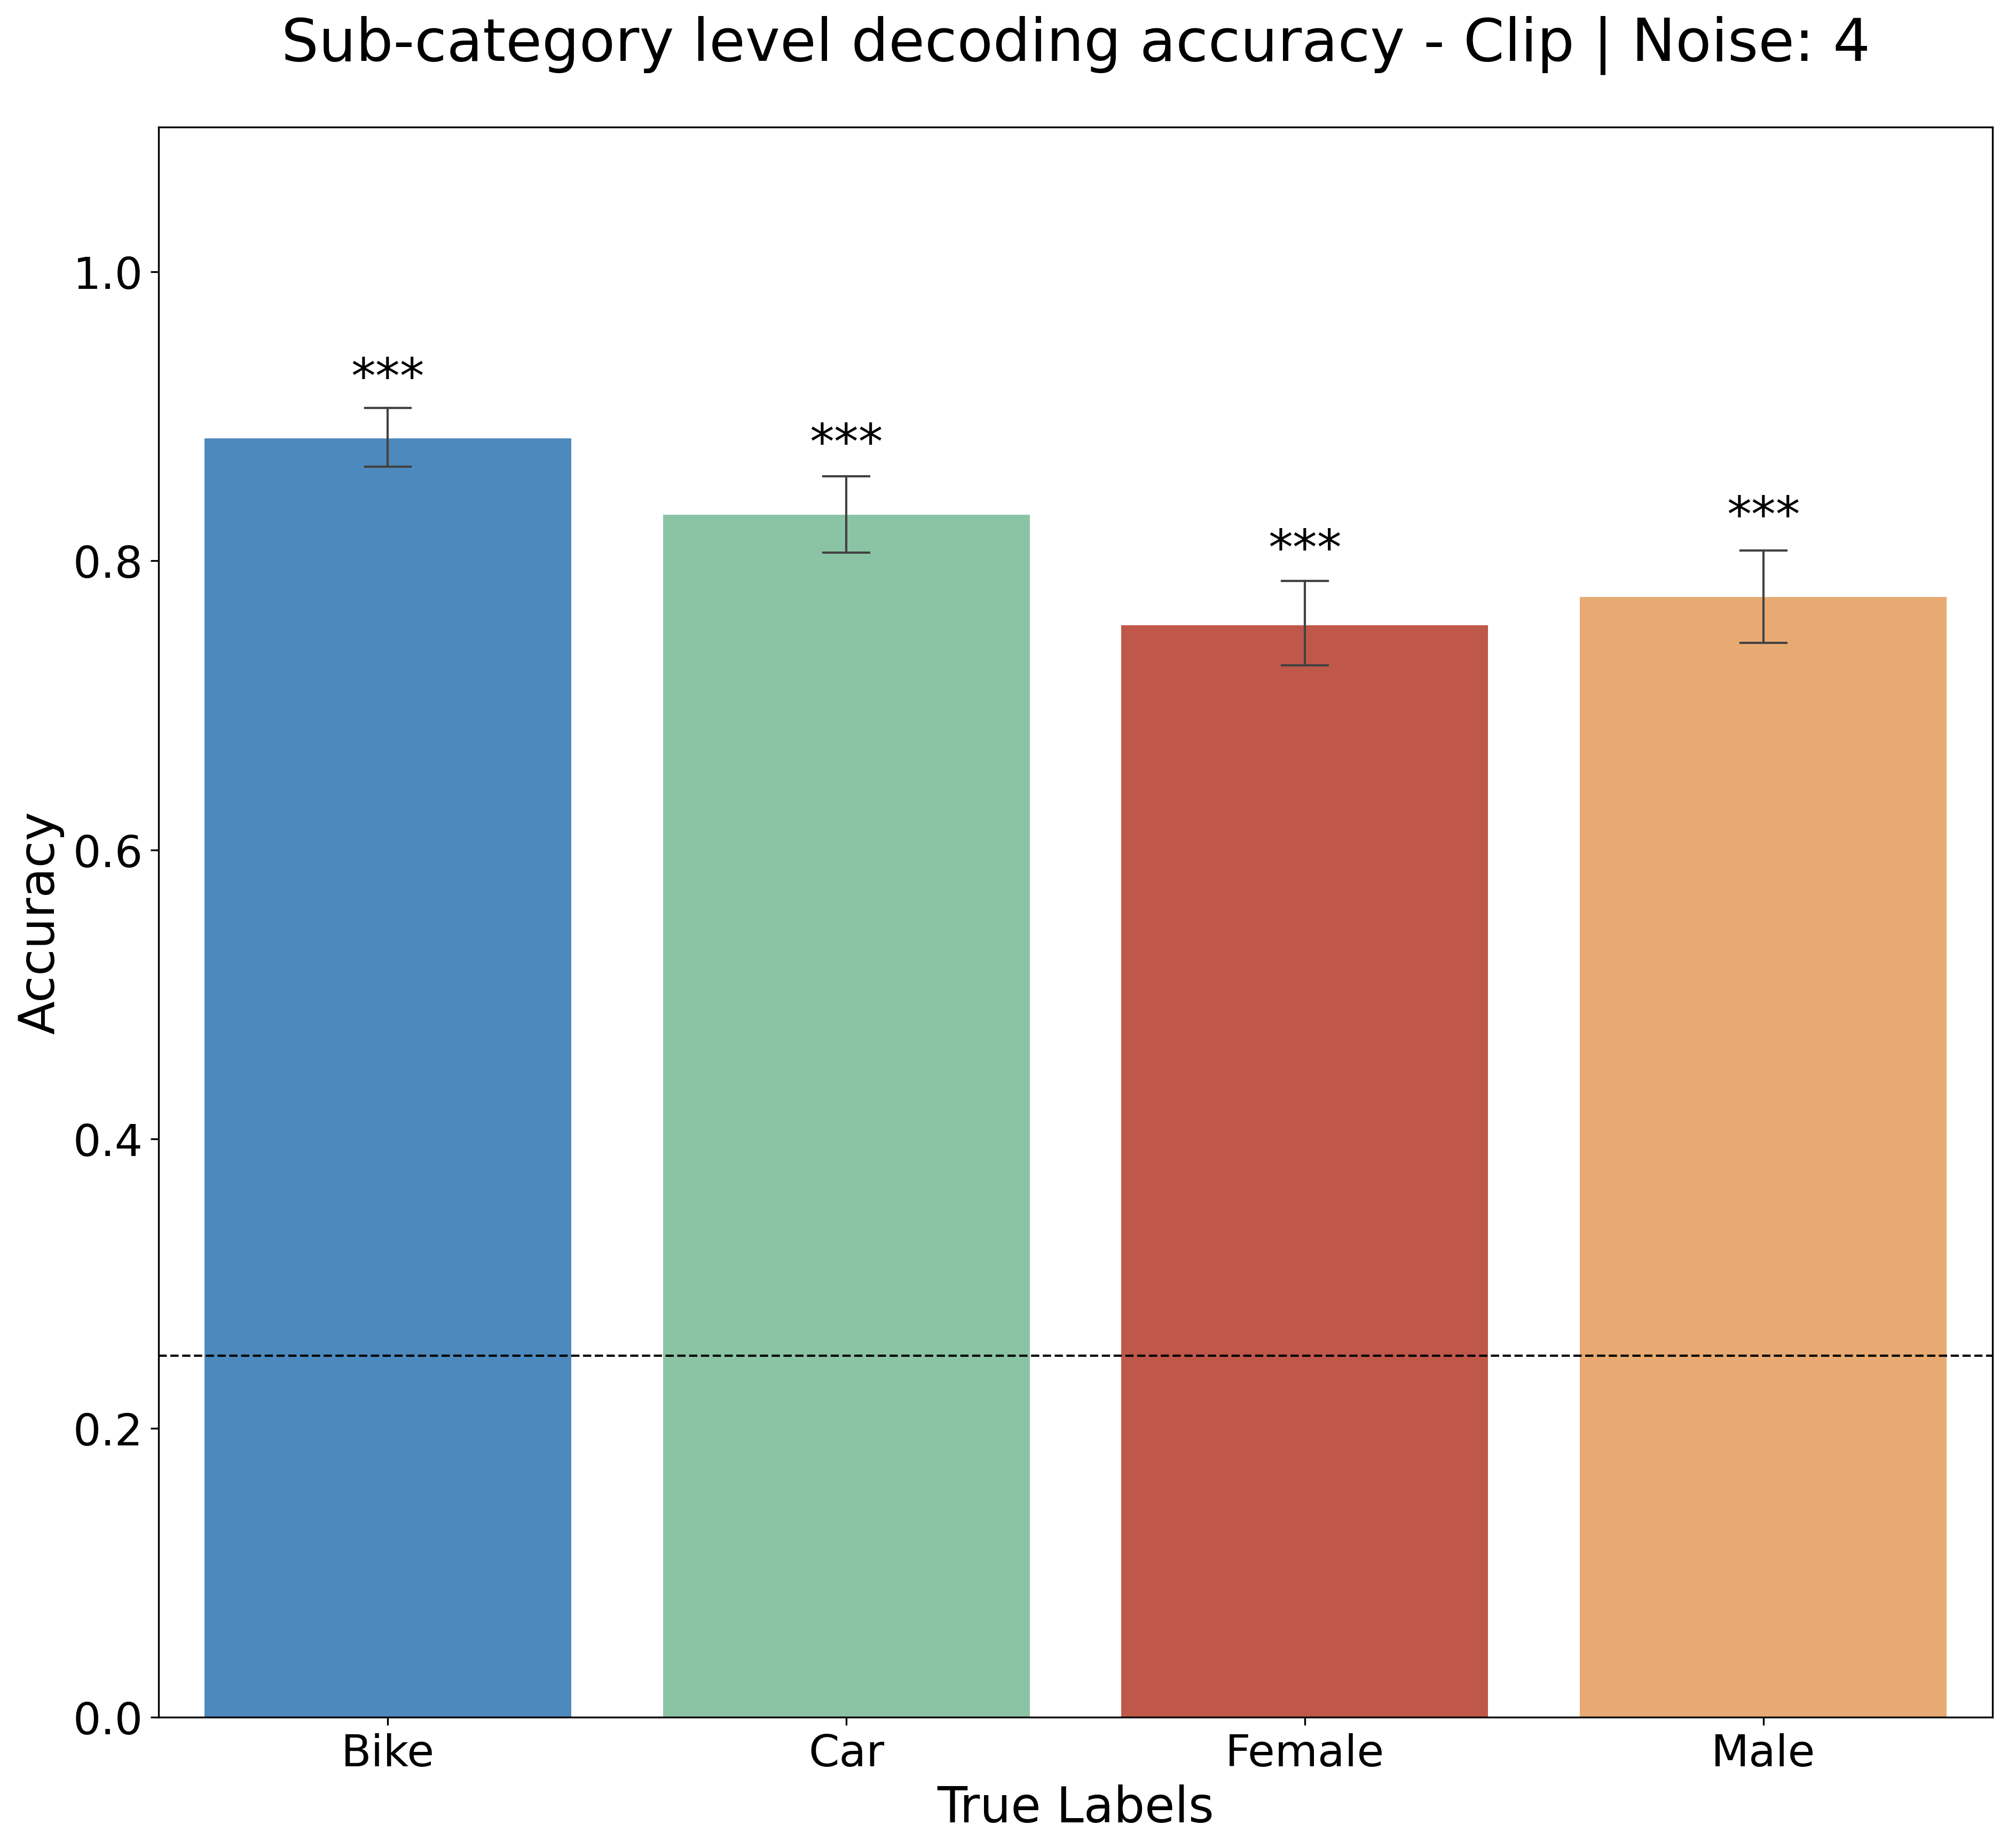 Sub-category level decoding accuracy - Clip | Noise: 4
1.0
0.8
0.6
0.4
0.2
0.0
Accuracy
***
***
***
***
Bike
Car
Female
Male
True Labels